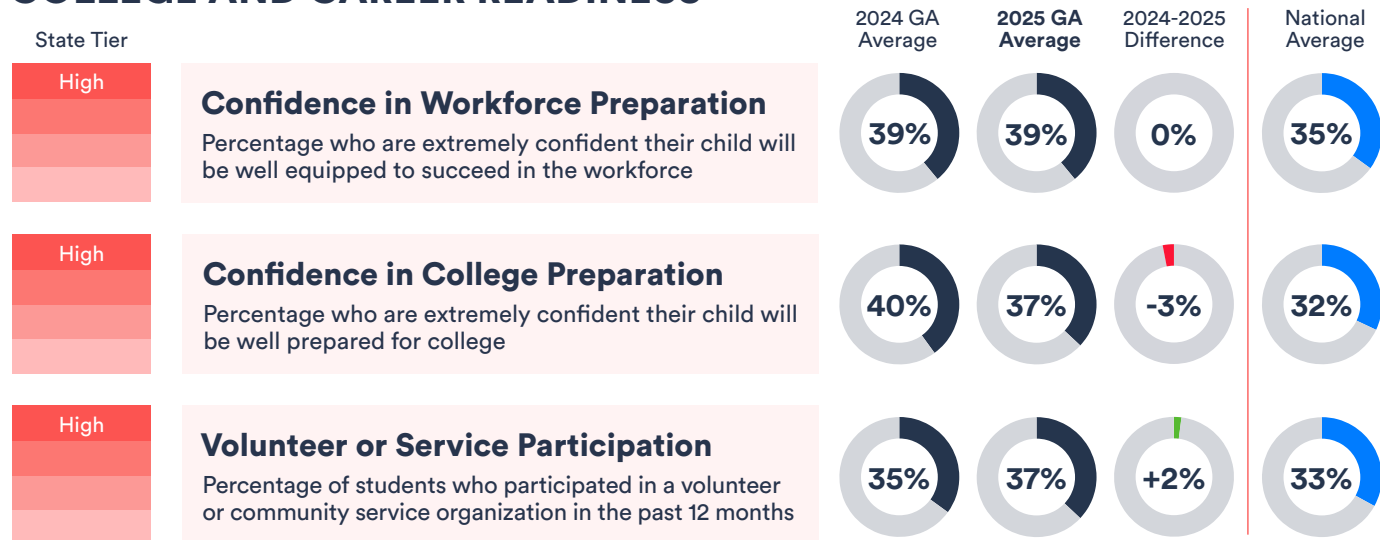 COLLEGE AND CAREER READINESS
State Tier
2024 GA
Average
2025 GA
Average
2024-2025
Difference
National
Average
High
Confidence in Workforce Preparation
Percentage who are extremely confident their child will
be well equipped to succeed in the workforce
39%
39%
0%
35%
High
Confidence in College Preparation
Percentage who are extremely confident their child will
be well prepared for college
40%
37%
-3%
32%
High
Volunteer or Service Participation
Percentage of students who participated in a volunteer
or community service organization in the past 12 months
35%
37%
+2%
33%